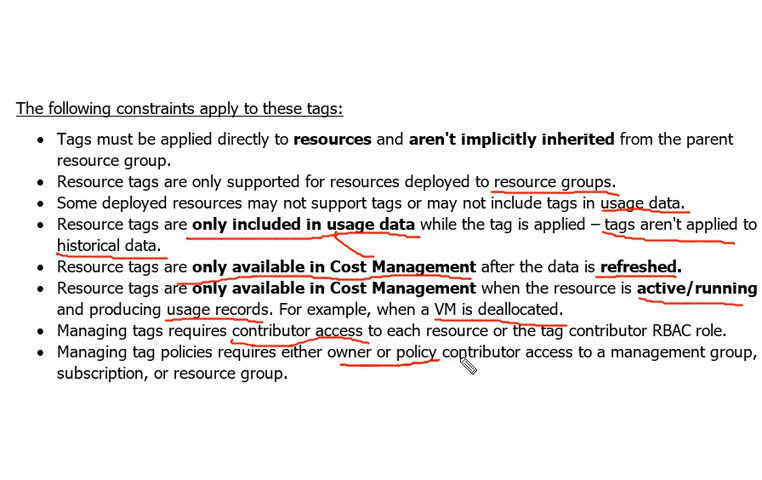 The following constraints apply to these tags:
• Tags must be applied directly to resources and aren't implicitly inherited from the parent
resource group.
• Resource tags are only supported for resources deployed to resource groups.
• Some deployed resources may not support tags or may not include tags in usage data.
• Resource tags are only included in usage data while the tag is applied – tags aren't applied to
historical data.
• Resource tags are only available in Cost Management after the data is refreshed.
• Resource tags are only available in Cost Management when the resource is active/running
and producing usage records. For example, when a VM is deallocated.
• Managing tags requires contributor access to each resource or the tag contributor RBAC role.
• Managing tag policies requires either owner or policy contributor access to a management group,
subscription, or resource group.